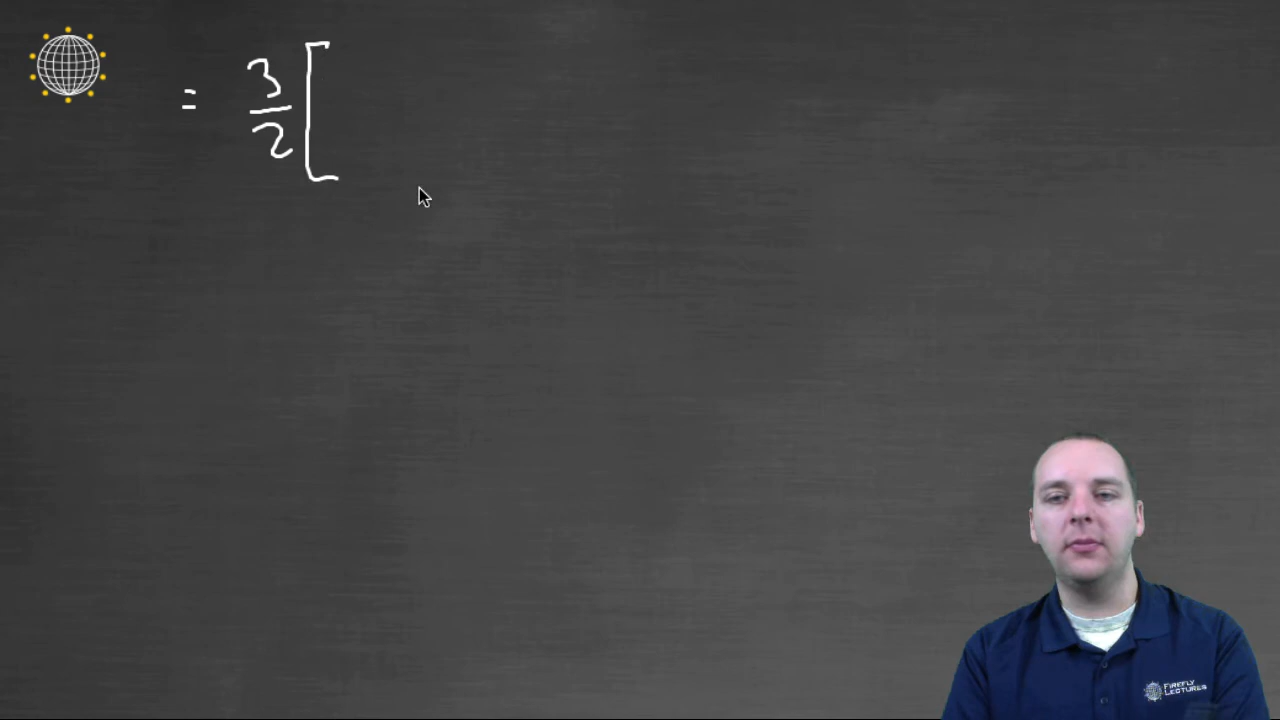 = 3/2 [
FIREFLY
LECTURES